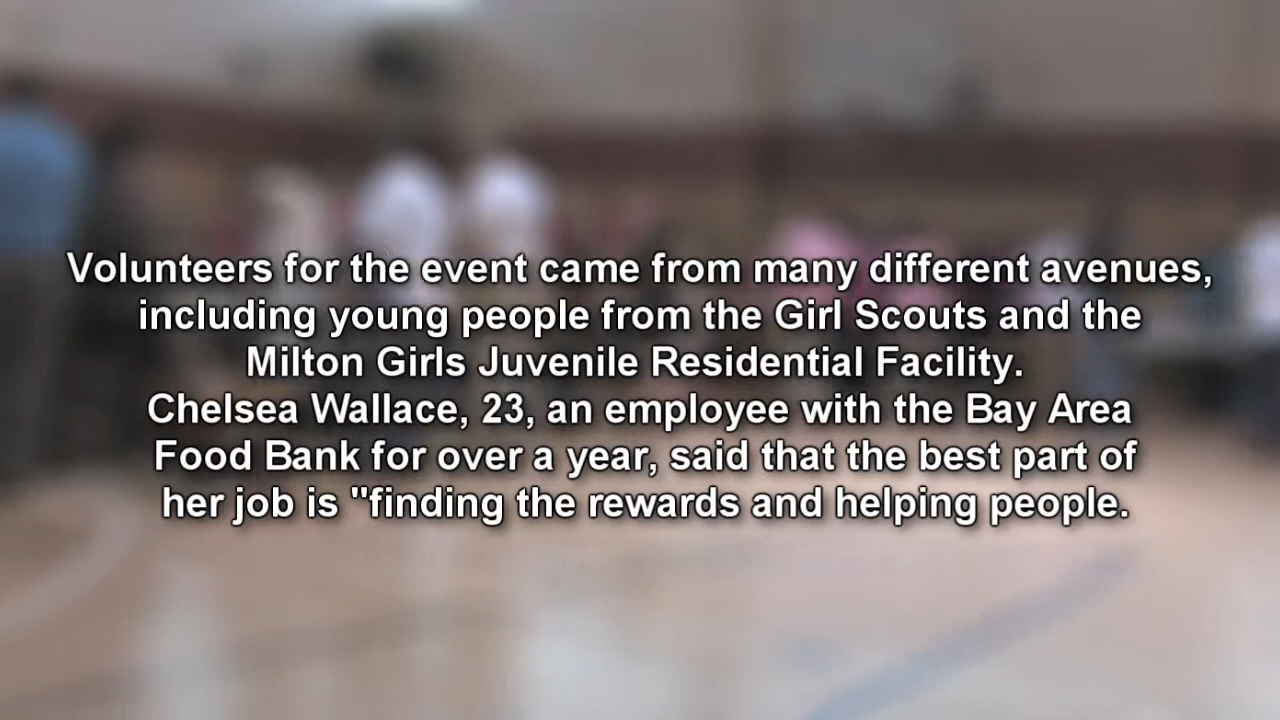 Volunteers for the event came from many different avenues,
including young people from the Girl Scouts and the
Milton Girls Juvenile Residential Facility.
Chelsea Wallace, 23, an employee with the Bay Area
Food Bank for over a year, said that the best part of
her job is "finding the rewards and helping people.